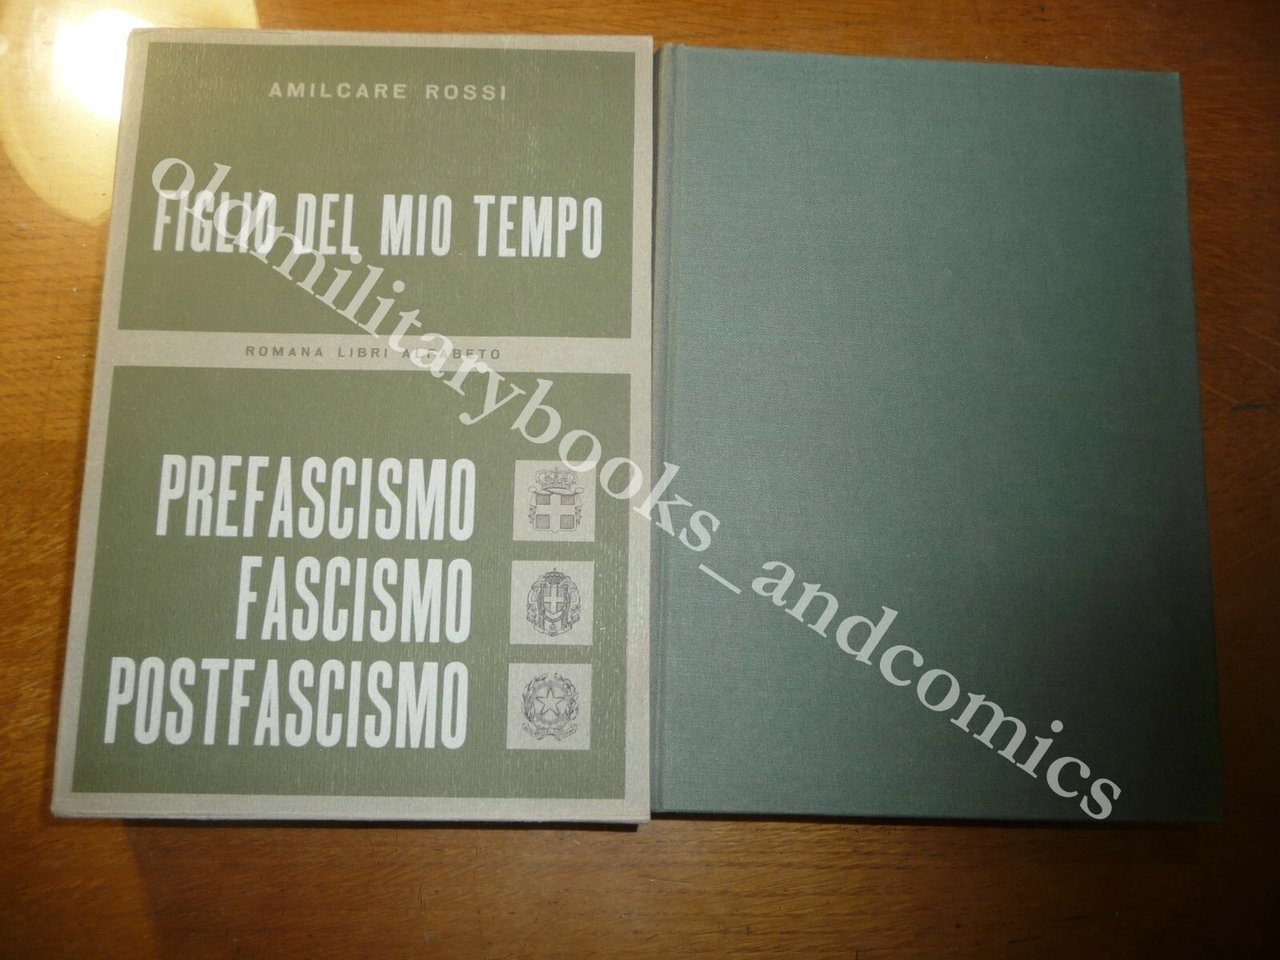 AMILCARE ROSSI
FIGLIO DEL MIO TEMPO
ROMANA LIBRI ALFABETO
PREFASCISMO
FASCISMO
POSTFASCISMO
oldmilitarybooks_andcomics